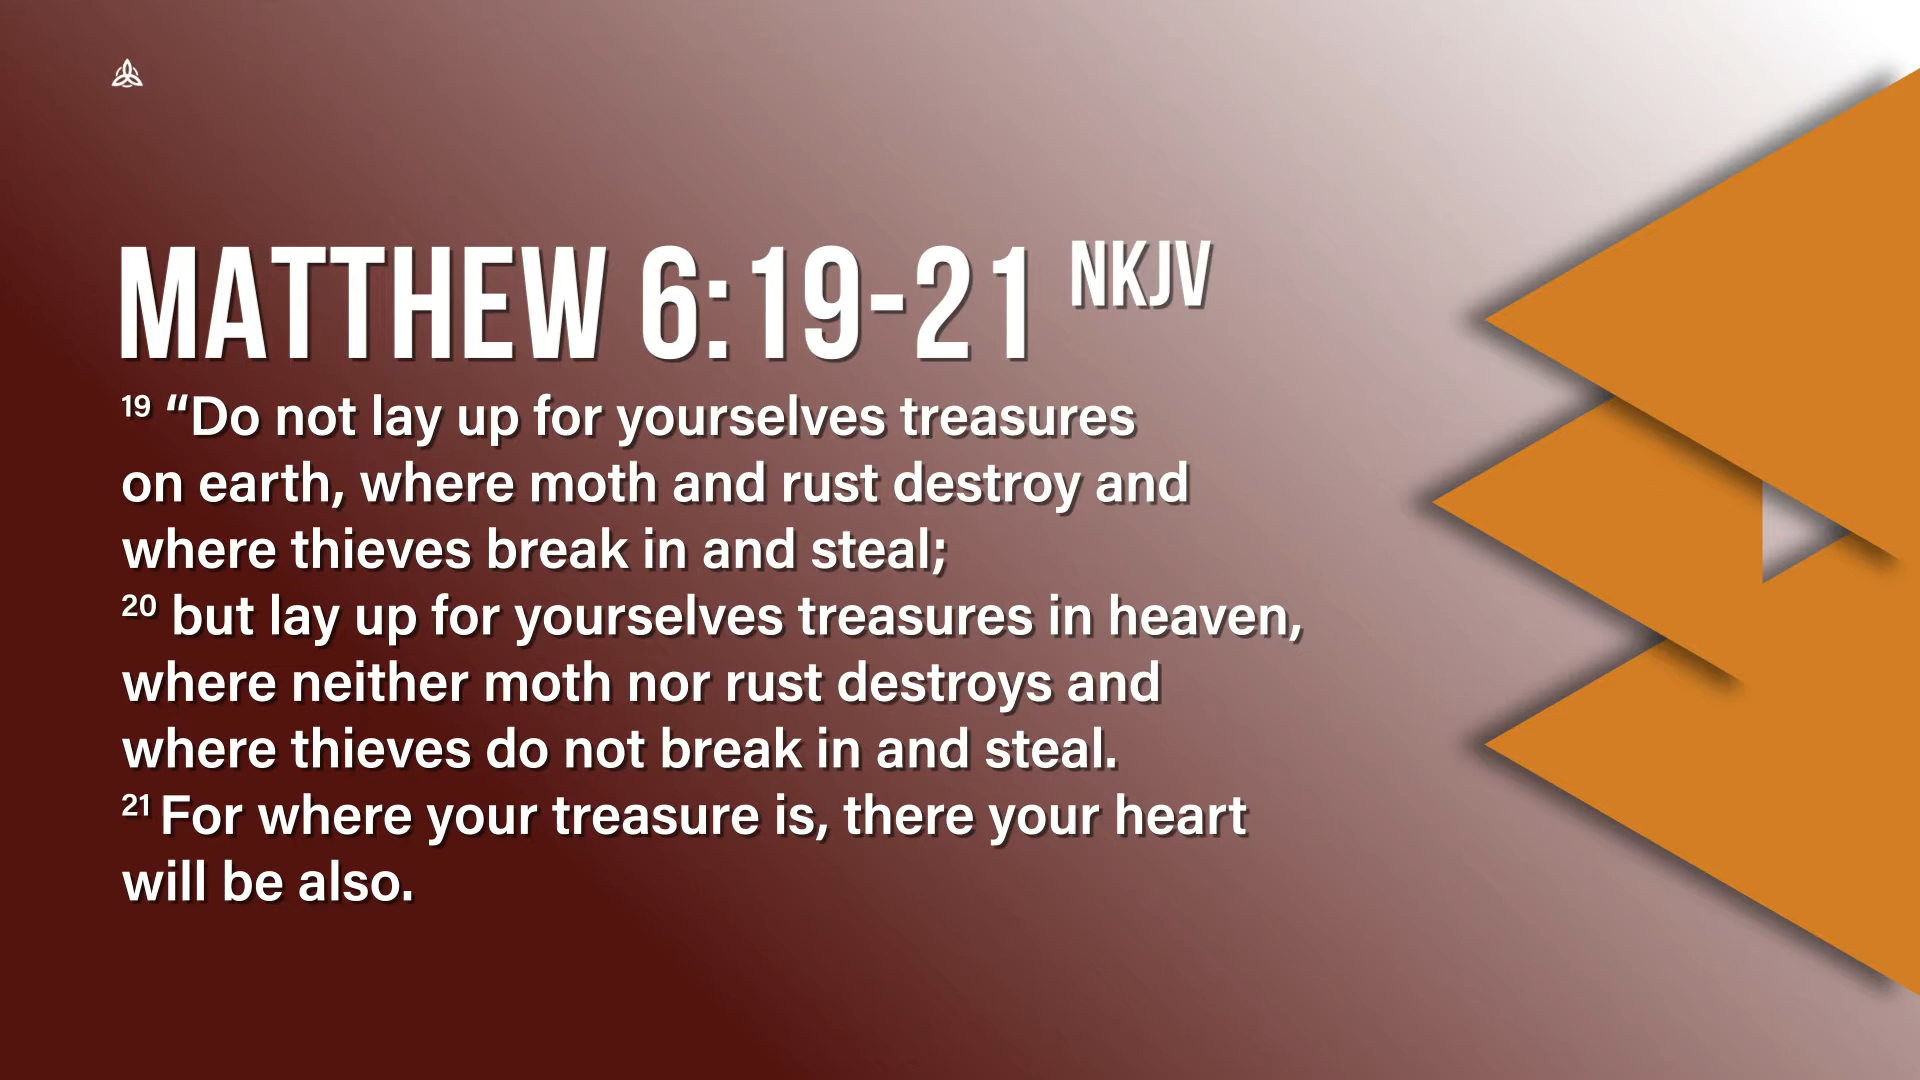 MATTHEW 6:19-21 NKJV
19 “Do not lay up for yourselves treasures
on earth, where moth and rust destroy and
where thieves break in and steal;
20 but lay up for yourselves treasures in heaven,
where neither moth nor rust destroys and
where thieves do not break in and steal.
21 For where your treasure is, there your heart
will be also.